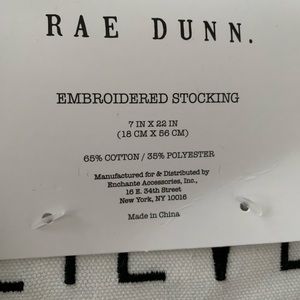 RAE DUNN.
EMBROIDERED STOCKING
7 IN X 22 IN
(18 CM X 56 CM)
65% COTTON / 35% POLYESTER
Manufactured for & Distributed by
Enchante Accessories, Inc.,
16 E. 34th Street
New York, NY 10016
Made in China